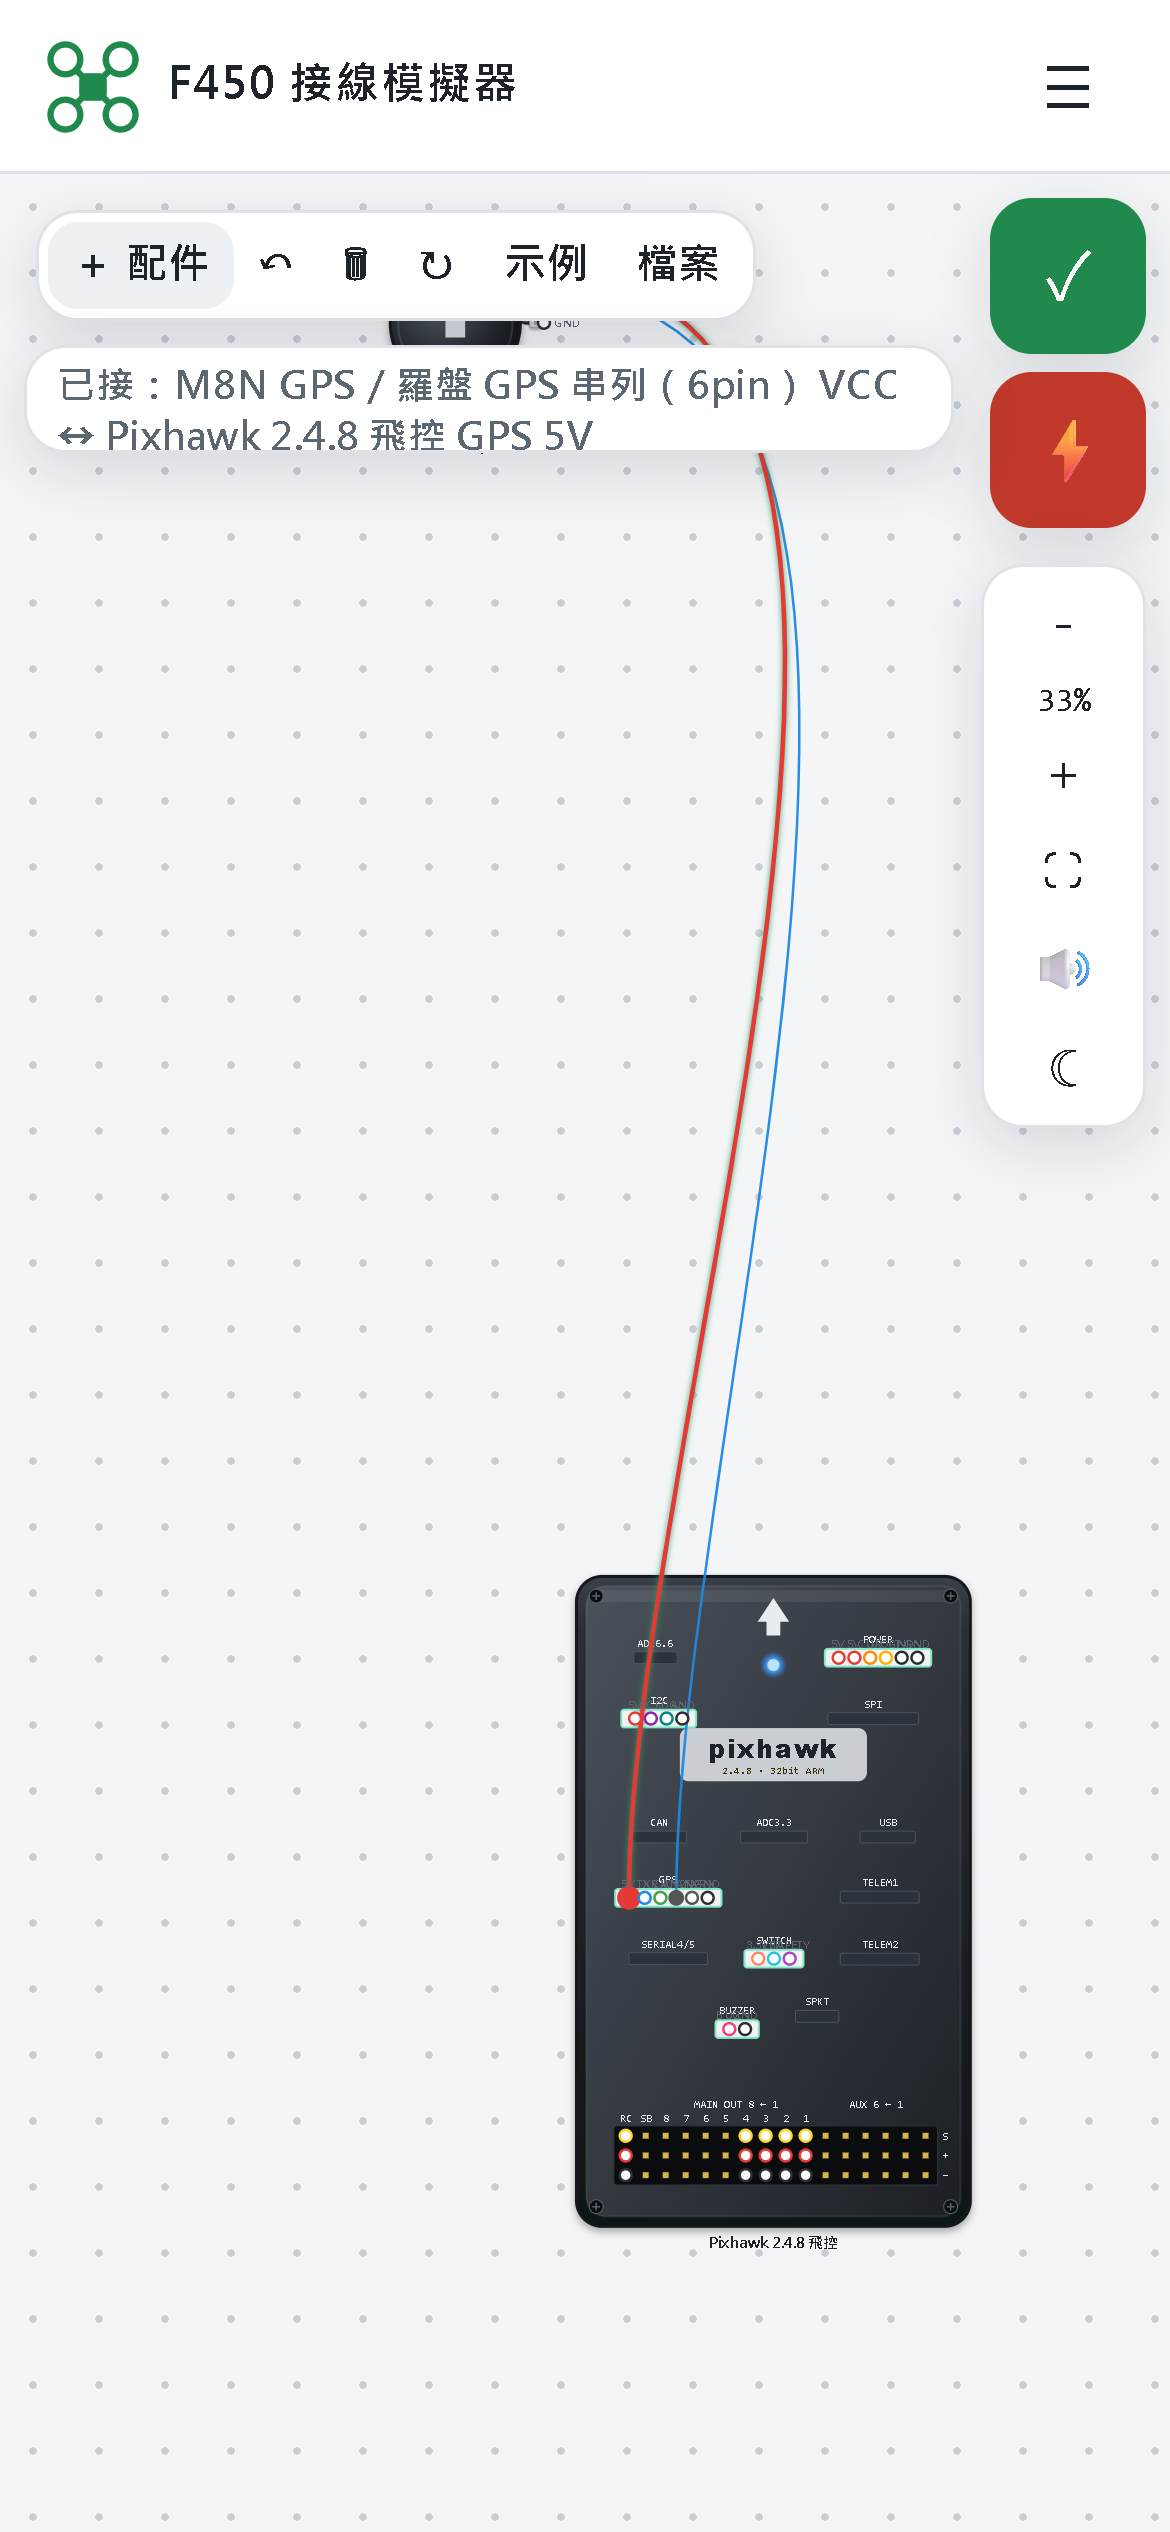 F450 接線模擬器
+ 配件
示例
檔案
GND
已接：M8N GPS / 羅盤 GPS 串列（6pin）VCC
↔ Pixhawk 2.4.8 飛控 GPS 5V
-
33%
+
POWER
I2C
SPI
pixhawk
2.4.8 · 32bit ARM
CAN
ADC3.3
USB
GPS
TELEM1
SERIAL4/5
SWITCH
TELEM2
BUZZER
SPKT
MAIN OUT 8 ← 1
AUX 6 ← 1
RC SB 8 7 6 5 4 3 2 1
S
+
-
Pixhawk 2.4.8 飛控